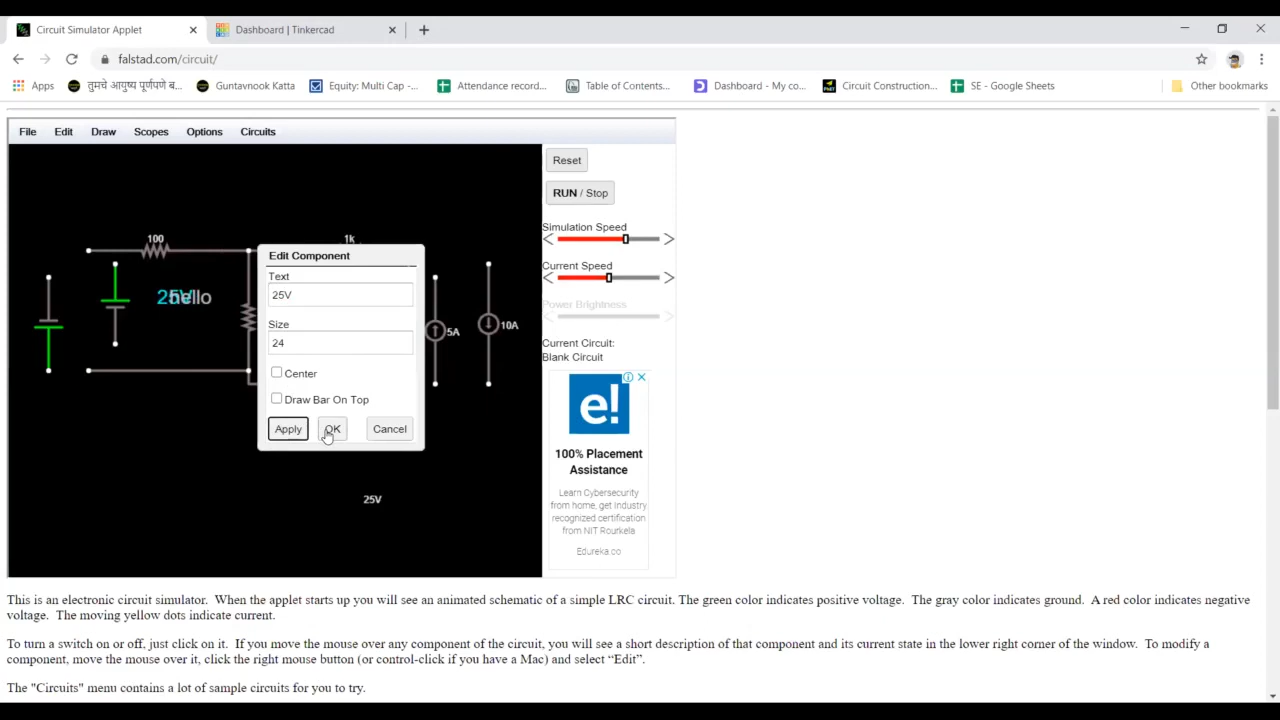 Circuit Simulator Applet
Dashboard | Tinkercad
falstad.com/circuit/
Apps
तुमचे आयुष्य पूर्णपणे ब...
Guntavnook Katta
Equity: Multi Cap -...
Attendance record...
Table of Contents...
Dashboard - My co...
Circuit Construction...
SE - Google Sheets
Other bookmarks
File Edit Draw Scopes Options Circuits
Reset
RUN / Stop
Simulation Speed
Current Speed
Power Brightness
Current Circuit:
Blank Circuit
100
1k
25V
hello
5A
10A
25V
Edit Component
Text
25V
Size
24
Center
Draw Bar On Top
Apply OK Cancel
e!
100% Placement
Assistance
Learn Cybersecurity
from home, get Industry
recognized certification
from NIT Rourkela
Edureka.co
This is an electronic circuit simulator. When the applet starts up you will see an animated schematic of a simple LRC circuit. The green color indicates positive voltage. The gray color indicates ground. A red color indicates negative
voltage. The moving yellow dots indicate current.
To turn a switch on or off, just click on it. If you move the mouse over any component of the circuit, you will see a short description of that component and its current state in the lower right corner of the window. To modify a
component, move the mouse over it, click the right mouse button (or control-click if you have a Mac) and select “Edit”.
The "Circuits" menu contains a lot of sample circuits for you to try.